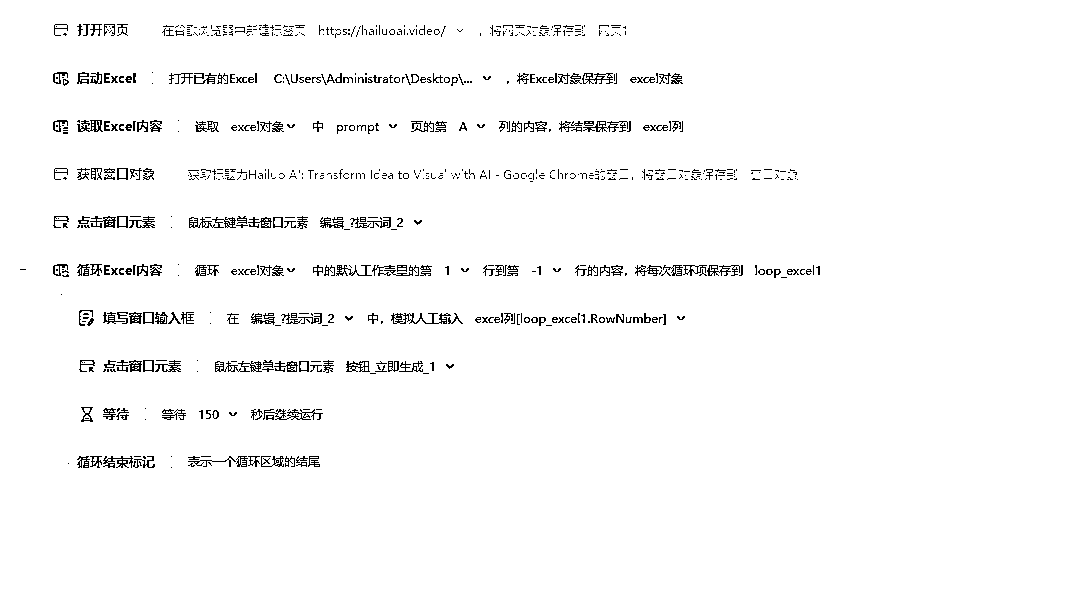 打开网页 在谷歌浏览器中新建标签页 https://hailuoai.video/ ，将网页对象保存到 网页1
启动Excel 打开已有的Excel C:\Users\Administrator\Desktop\... ，将Excel对象保存到 excel对象
读取Excel内容 读取 excel对象 中 prompt 页的第 A 列的内容，将结果保存到 excel列
获取窗口对象 获取标题为Hailuo AI: Transform Idea to Visual with AI - Google Chrome的窗口，将窗口对象保存到 窗口对象
点击窗口元素 鼠标左键单击窗口元素 编辑_?提示词_2
循环Excel内容 循环 excel对象 中的默认工作表里的第 1 行到第 -1 行的内容，将每次循环项保存到 loop_excel1
填写窗口输入框 在 编辑_?提示词_2 中，模拟人工输入 excel列[loop_excel1.RowNumber]
点击窗口元素 鼠标左键单击窗口元素 按钮_立即生成_1
等待 等待 150 秒后继续运行
循环结束标记 表示一个循环区域的结尾